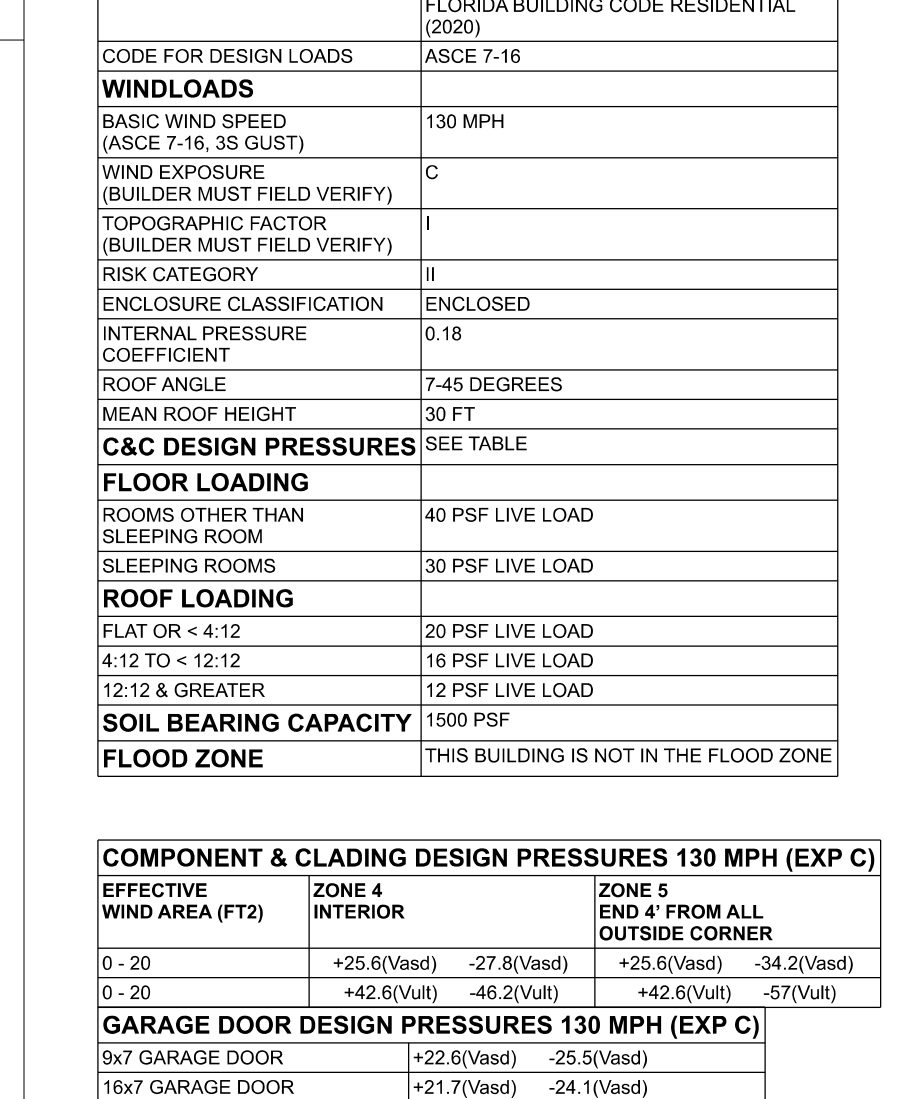 FLORIDA BUILDING CODE RESIDENTIAL
(2020)
CODE FOR DESIGN LOADS ASCE 7-16
WINDLOADS
BASIC WIND SPEED 130 MPH
(ASCE 7-16, 3S GUST)
WIND EXPOSURE C
(BUILDER MUST FIELD VERIFY)
TOPOGRAPHIC FACTOR I
(BUILDER MUST FIELD VERIFY)
RISK CATEGORY II
ENCLOSURE CLASSIFICATION ENCLOSED
INTERNAL PRESSURE 0.18
COEFFICIENT
ROOF ANGLE 7-45 DEGREES
MEAN ROOF HEIGHT 30 FT
C&C DESIGN PRESSURES SEE TABLE
FLOOR LOADING
ROOMS OTHER THAN 40 PSF LIVE LOAD
SLEEPING ROOM
SLEEPING ROOMS 30 PSF LIVE LOAD
ROOF LOADING
FLAT OR < 4:12 20 PSF LIVE LOAD
4:12 TO < 12:12 16 PSF LIVE LOAD
12:12 & GREATER 12 PSF LIVE LOAD
SOIL BEARING CAPACITY 1500 PSF
FLOOD ZONE THIS BUILDING IS NOT IN THE FLOOD ZONE
COMPONENT & CLADING DESIGN PRESSURES 130 MPH (EXP C)
EFFECTIVE ZONE 4 ZONE 5
WIND AREA (FT2) INTERIOR END 4' FROM ALL
OUTSIDE CORNER
0 - 20 +25.6(Vasd) -27.8(Vasd) +25.6(Vasd) -34.2(Vasd)
0 - 20 +42.6(Vult) -46.2(Vult) +42.6(Vult) -57(Vult)
GARAGE DOOR DESIGN PRESSURES 130 MPH (EXP C)
9x7 GARAGE DOOR +22.6(Vasd) -25.5(Vasd)
16x7 GARAGE DOOR +21.7(Vasd) -24.1(Vasd)